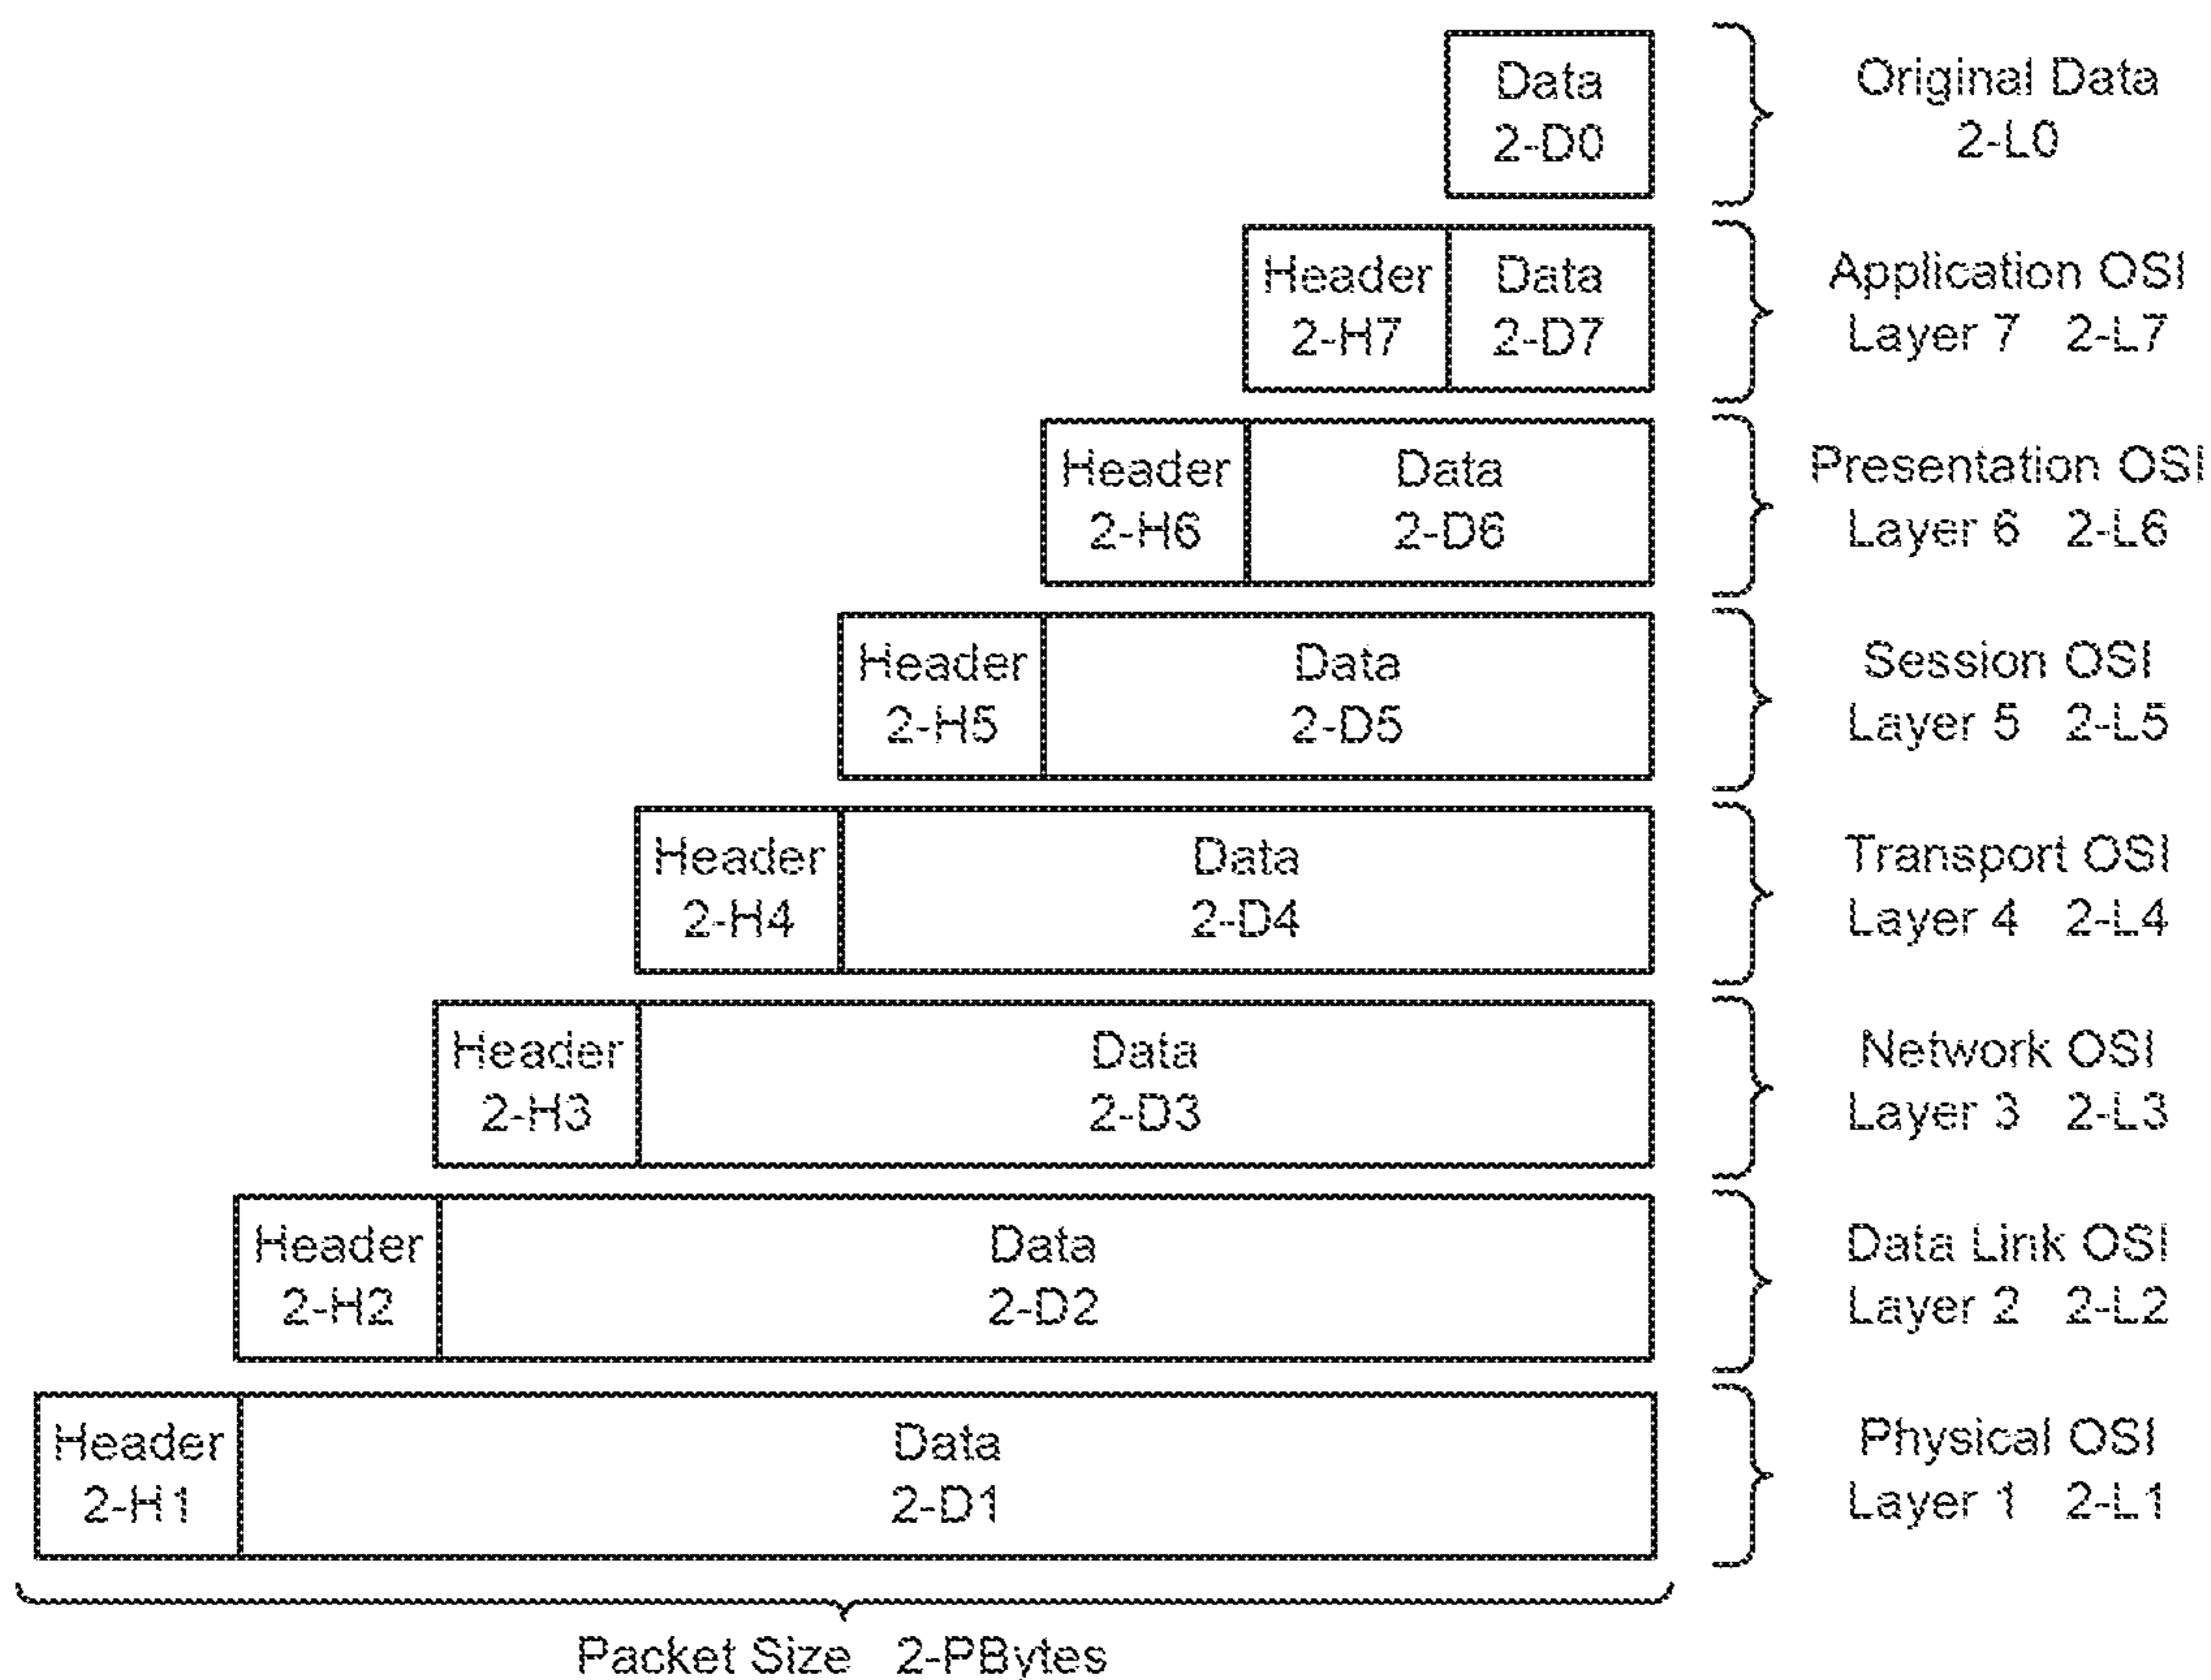 Data
2-D0
Original Data
2-L0
Header
2-H7
Data
2-D7
Application OSI
Layer 7 2-L7
Header
2-H6
Data
2-D6
Presentation OSI
Layer 6 2-L6
Header
2-H5
Data
2-D5
Session OSI
Layer 5 2-L5
Header
2-H4
Data
2-D4
Transport OSI
Layer 4 2-L4
Header
2-H3
Data
2-D3
Network OSI
Layer 3 2-L3
Header
2-H2
Data
2-D2
Data Link OSI
Layer 2 2-L2
Header
2-H1
Data
2-D1
Physical OSI
Layer 1 2-L1
Packet Size 2-PBytes